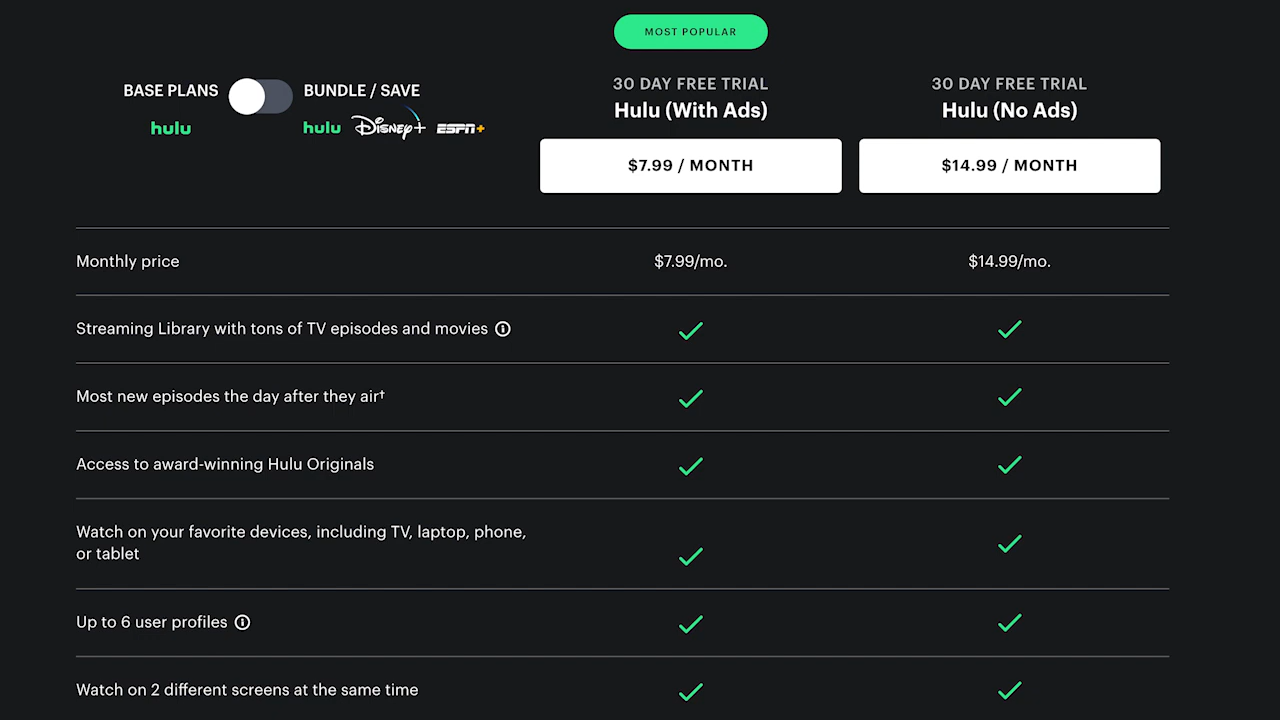 MOST POPULAR
BASE PLANS
BUNDLE / SAVE
hulu
hulu Disney+ ESPN+
30 DAY FREE TRIAL
Hulu (With Ads)
$7.99 / MONTH
30 DAY FREE TRIAL
Hulu (No Ads)
$14.99 / MONTH
Monthly price
$7.99/mo.
$14.99/mo.
Streaming Library with tons of TV episodes and movies
Most new episodes the day after they air†
Access to award-winning Hulu Originals
Watch on your favorite devices, including TV, laptop, phone,
or tablet
Up to 6 user profiles
Watch on 2 different screens at the same time